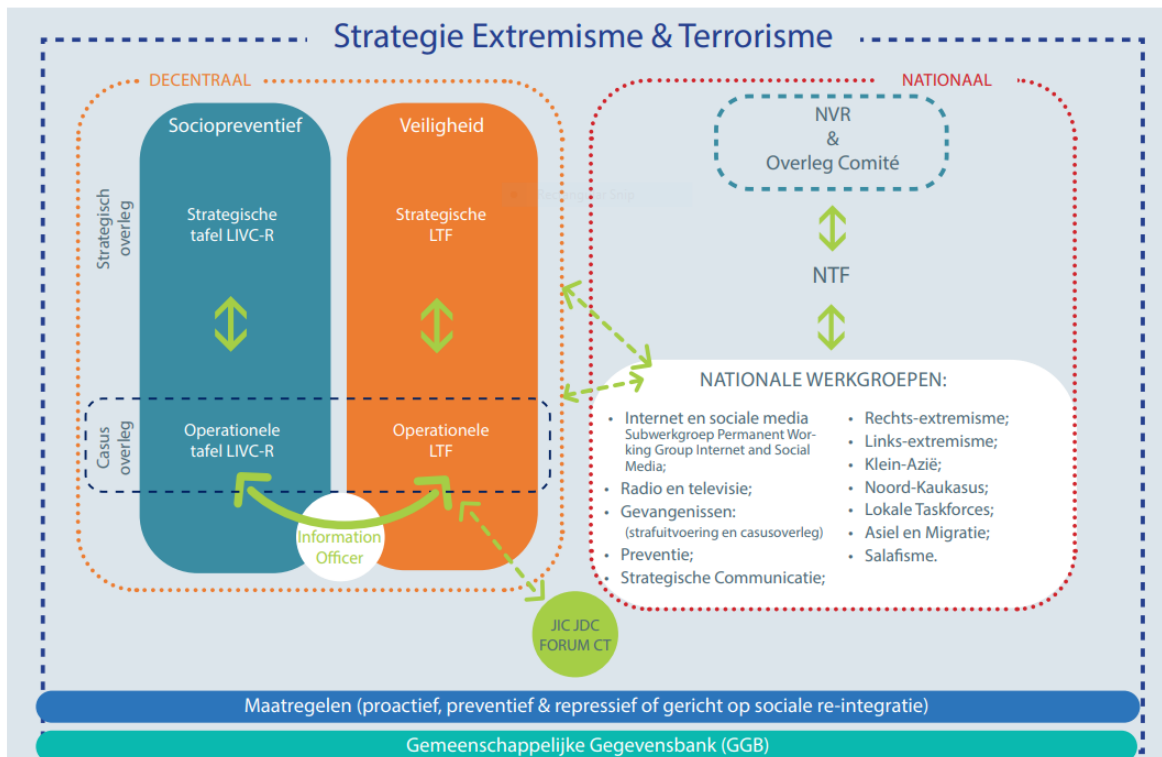 Strategie Extremisme & Terrorisme
DECENTRAAL
Sociopreventief
Veiligheid
Strategisch
overleg
Strategische
tafel LIVC-R
Strategische
LTF
Casus
overleg
Operationele
tafel LIVC-R
Operationele
LTF
Information
Officer
JIC JDC
FORUM CT
NATIONAAL
NVR
&
Overleg Comité
NTF
NATIONALE WERKGROEPEN:
• Internet en sociale media
Subwerkgroep Permanent Wor-
king Group Internet and Social
Media;
• Radio en televisie;
• Gevangenissen:
(strafuitvoering en casusoverleg)
• Preventie;
• Strategische Communicatie;
• Rechts-extremisme;
• Links-extremisme;
• Klein-Azië;
• Noord-Kaukasus;
• Lokale Taskforces;
• Asiel en Migratie;
• Salafisme.
Rectangular Snip
Maatregelen (proactief, preventief & repressief of gericht op sociale re-integratie)
Gemeenschappelijke Gegevensbank (GGB)